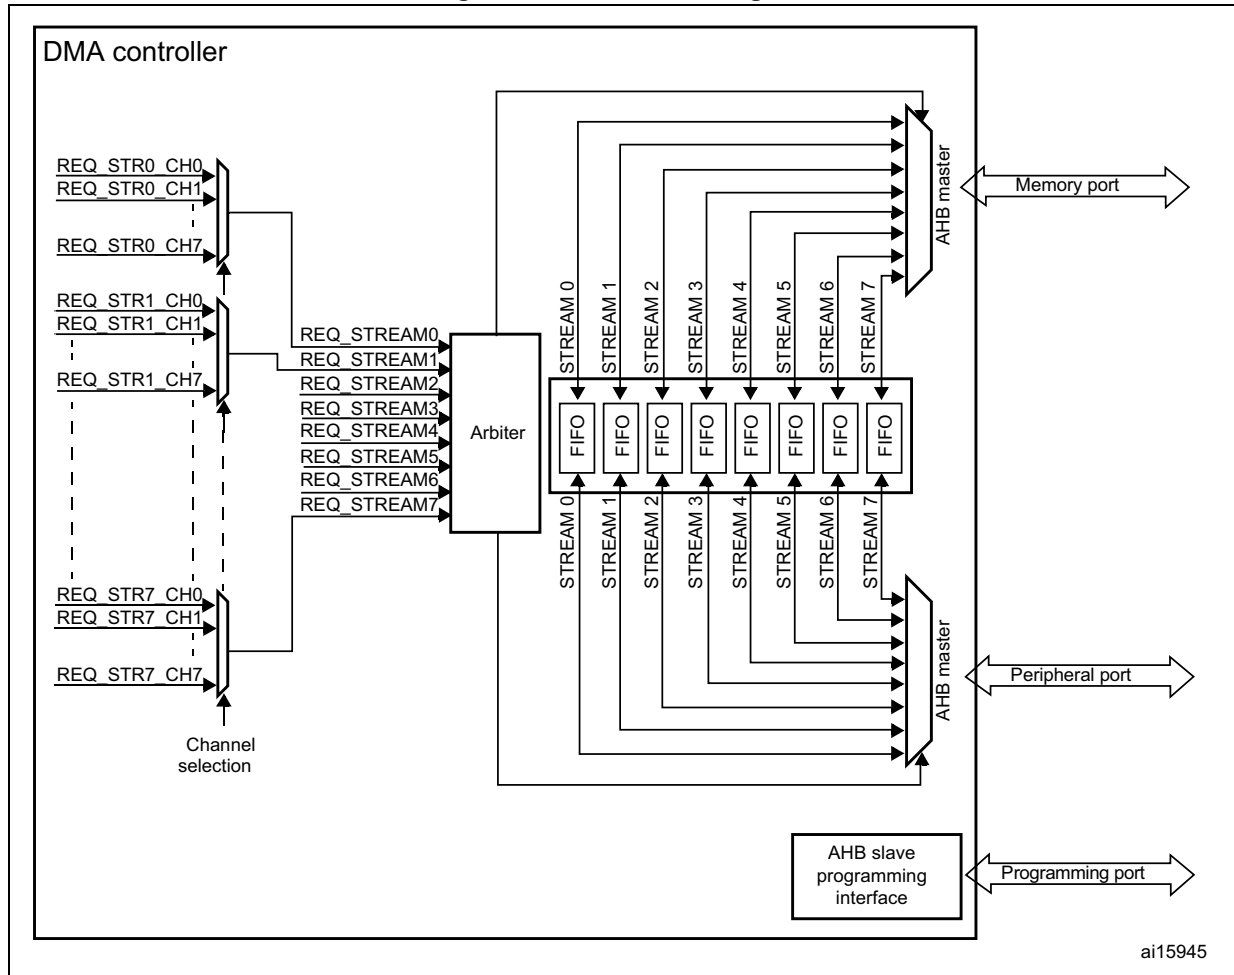 DMA controller
REQ_STR0_CH0
REQ_STR0_CH1
REQ_STR0_CH7
REQ_STR1_CH0
REQ_STR1_CH1
REQ_STR1_CH7
REQ_STR7_CH0
REQ_STR7_CH1
REQ_STR7_CH7
Channel
selection
REQ_STREAM0
REQ_STREAM1
REQ_STREAM2
REQ_STREAM3
REQ_STREAM4
REQ_STREAM5
REQ_STREAM6
REQ_STREAM7
Arbiter
STREAM 0
STREAM 1
STREAM 2
STREAM 3
STREAM 4
STREAM 5
STREAM 6
STREAM 7
FIFO
FIFO
FIFO
FIFO
FIFO
FIFO
FIFO
FIFO
STREAM 0
STREAM 1
STREAM 2
STREAM 3
STREAM 4
STREAM 5
STREAM 6
STREAM 7
AHB master
Memory port
AHB master
Peripheral port
AHB slave
programming
interface
Programming port
ai15945